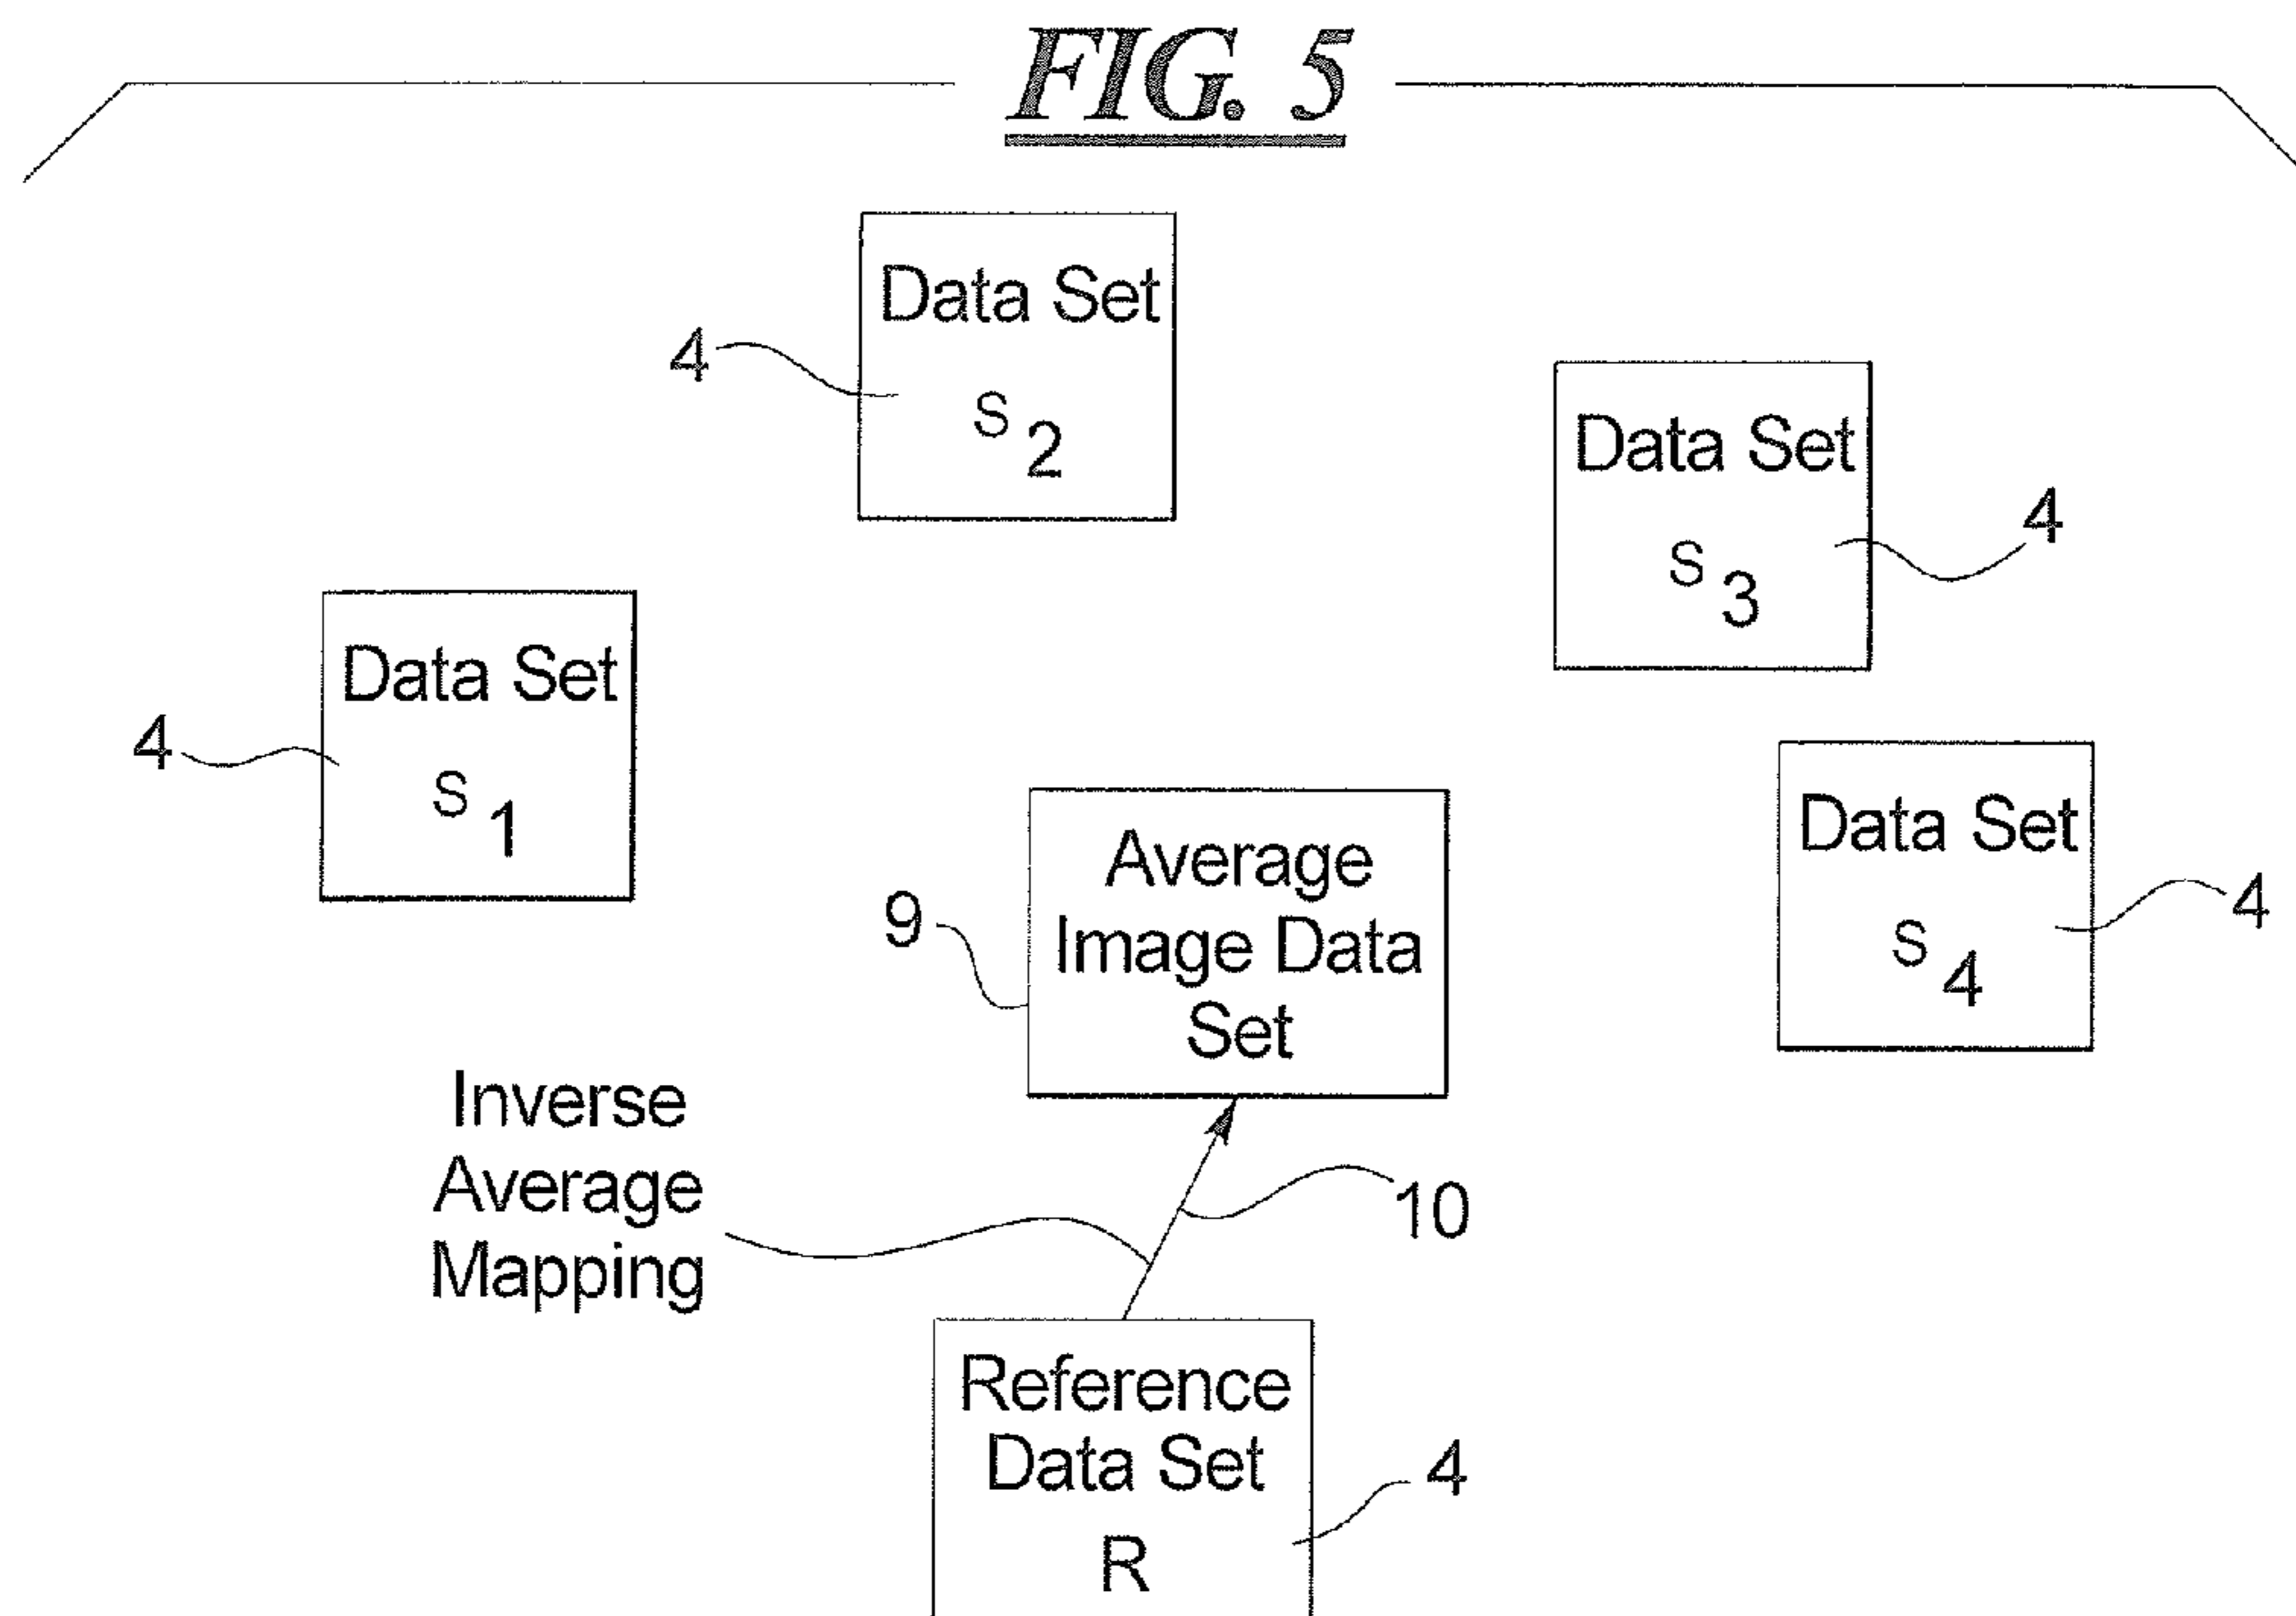 FIG. 5
Data Set
4
S 2
Data Set
4
S 3
Data Set
4
S 1
Data Set
4
S 4
Average
9
Image Data
Set
Inverse
Average
Mapping
10
Reference
Data Set
4
R